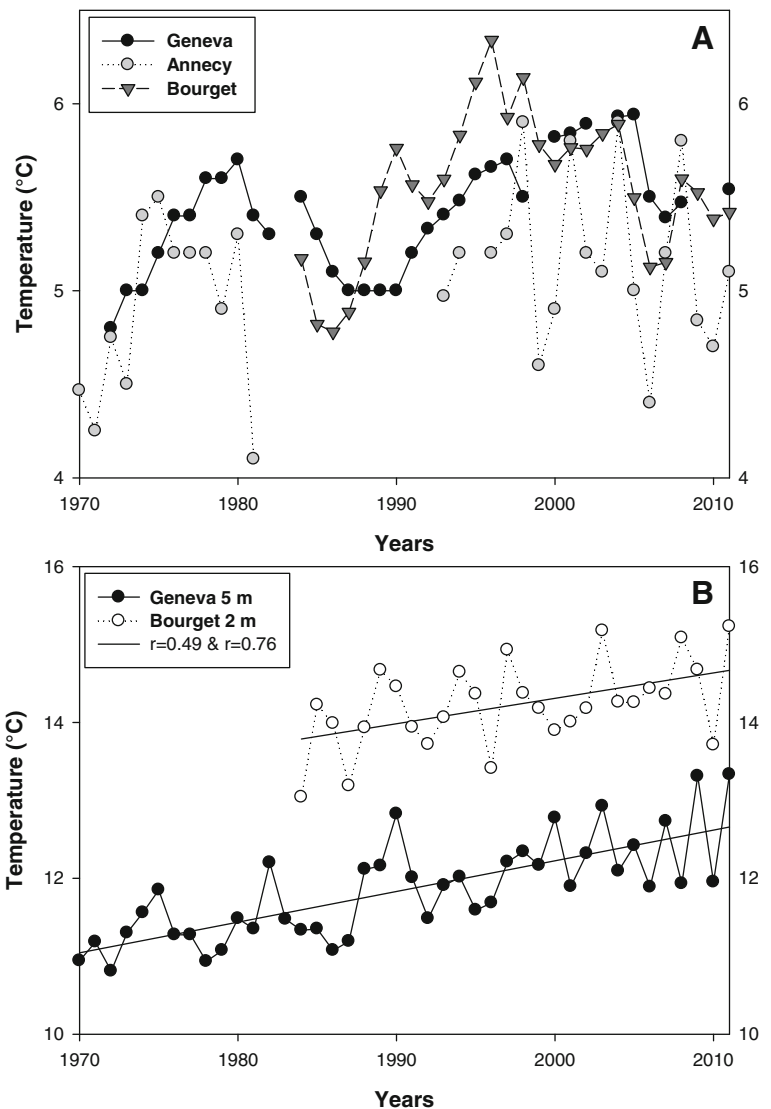 A
Geneva
Annecy
Bourget
Temperature (°C)
6
6
5
5
4
4
1970 1980 1990 2000 2010
Years
B
Geneva 5 m
Bourget 2 m
r=0.49 & r=0.76
Temperature (°C)
16
16
14
14
12
12
10
10
1970 1980 1990 2000 2010
Years